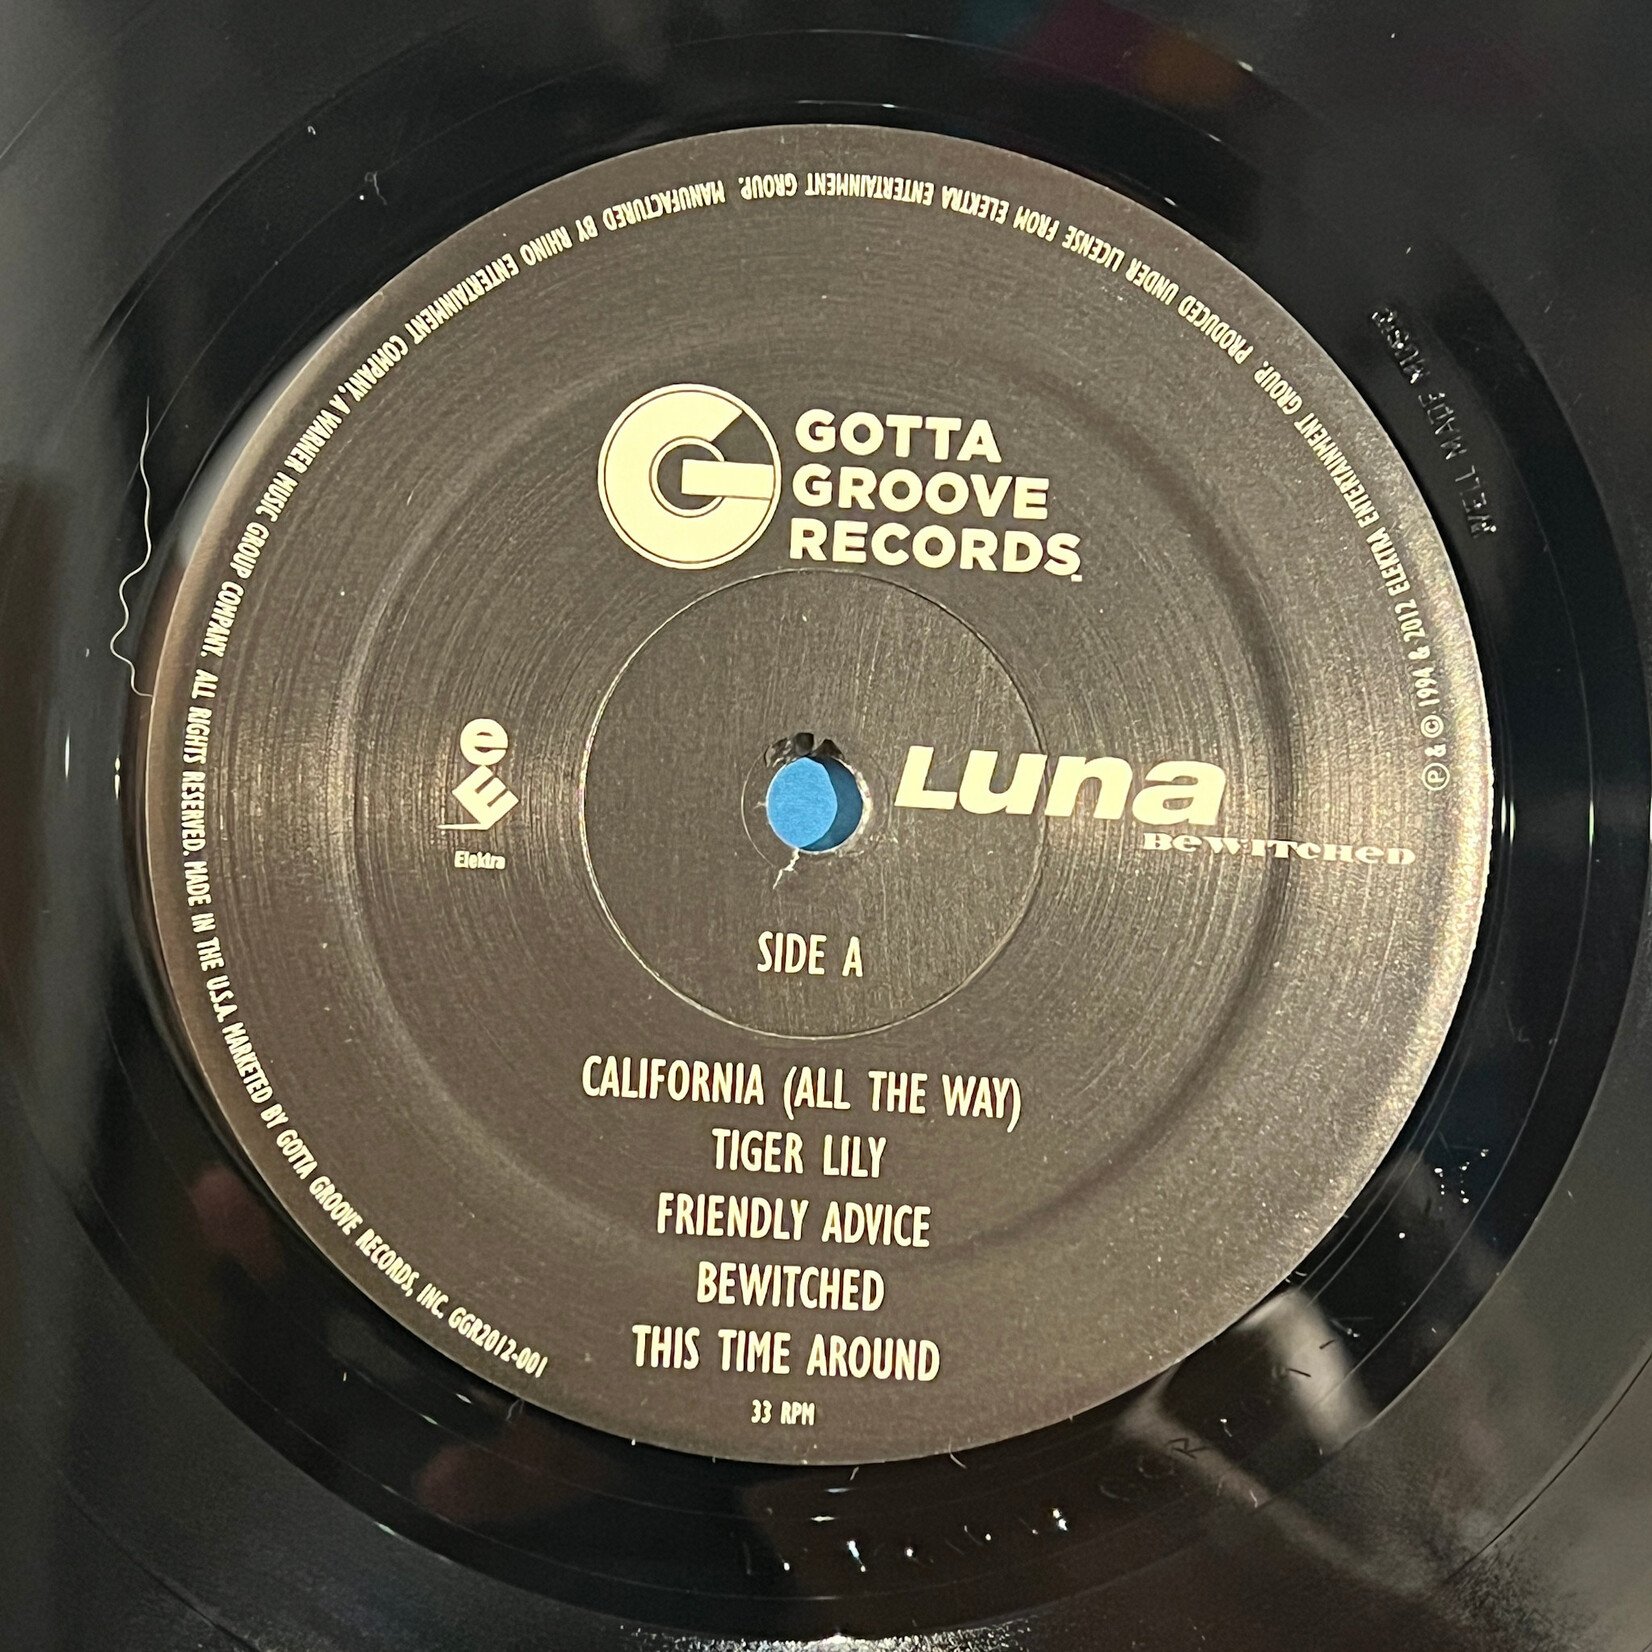 GOTTA
GROOVE
RECORDS
e
E
Elektra
LUNA
BEWITCHED
SIDE A
CALIFORNIA (ALL THE WAY)
TIGER LILY
FRIENDLY ADVICE
BEWITCHED
THIS TIME AROUND
33 RPM
℗ & © 1994 & 2012 ELEKTRA ENTERTAINMENT GROUP. PRODUCED UNDER LICENSE FROM ELEKTRA ENTERTAINMENT GROUP. MANUFACTURED BY RHINO ENTERTAINMENT COMPANY, A WARNER MUSIC GROUP COMPANY. ALL RIGHTS RESERVED. MADE IN THE U.S.A. MARKETED BY GOTTA GROOVE RECORDS, INC. GGR2012-001
WELL MADE MUSIC